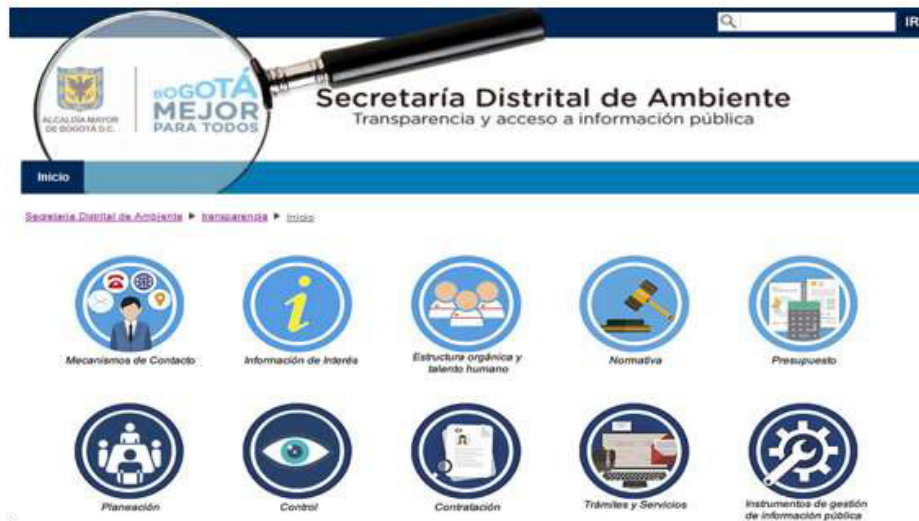 IR
ALCALDÍA MAYOR
DE BOGOTÁ D.C.
BOGOTÁ
MEJOR
PARA TODOS
Secretaría Distrital de Ambiente
Transparencia y acceso a información pública
Inicio
Secretaría Distrital de Ambiente ▶ transparencia ▶ Inicio
Mecanismos de Contacto
Información de Interés
Estructura orgánica y
talento humano
Normativa
Presupuesto
Planeación
Control
Contratación
Trámites y Servicios
Instrumentos de gestión
de información pública